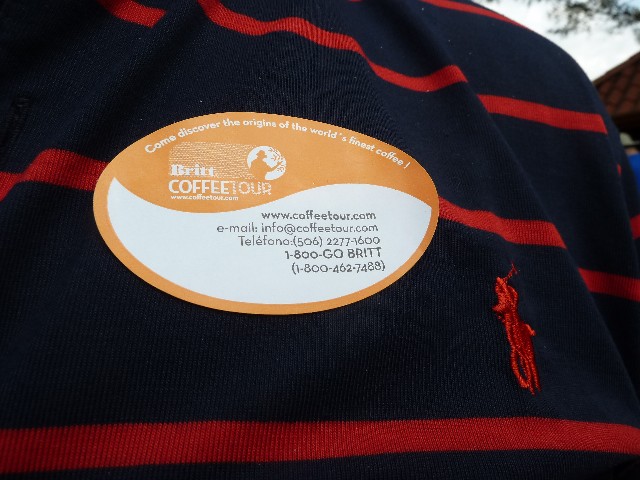 Come discover the origins of the world´s finest coffee!
Britt
COFFEETOUR
www.coffeetour.com
www.coffeetour.com
e-mail: info@coffeetour.com
Teléfono:(506) 2277-1600
1-800-GO BRITT
(1-800-462-7488)